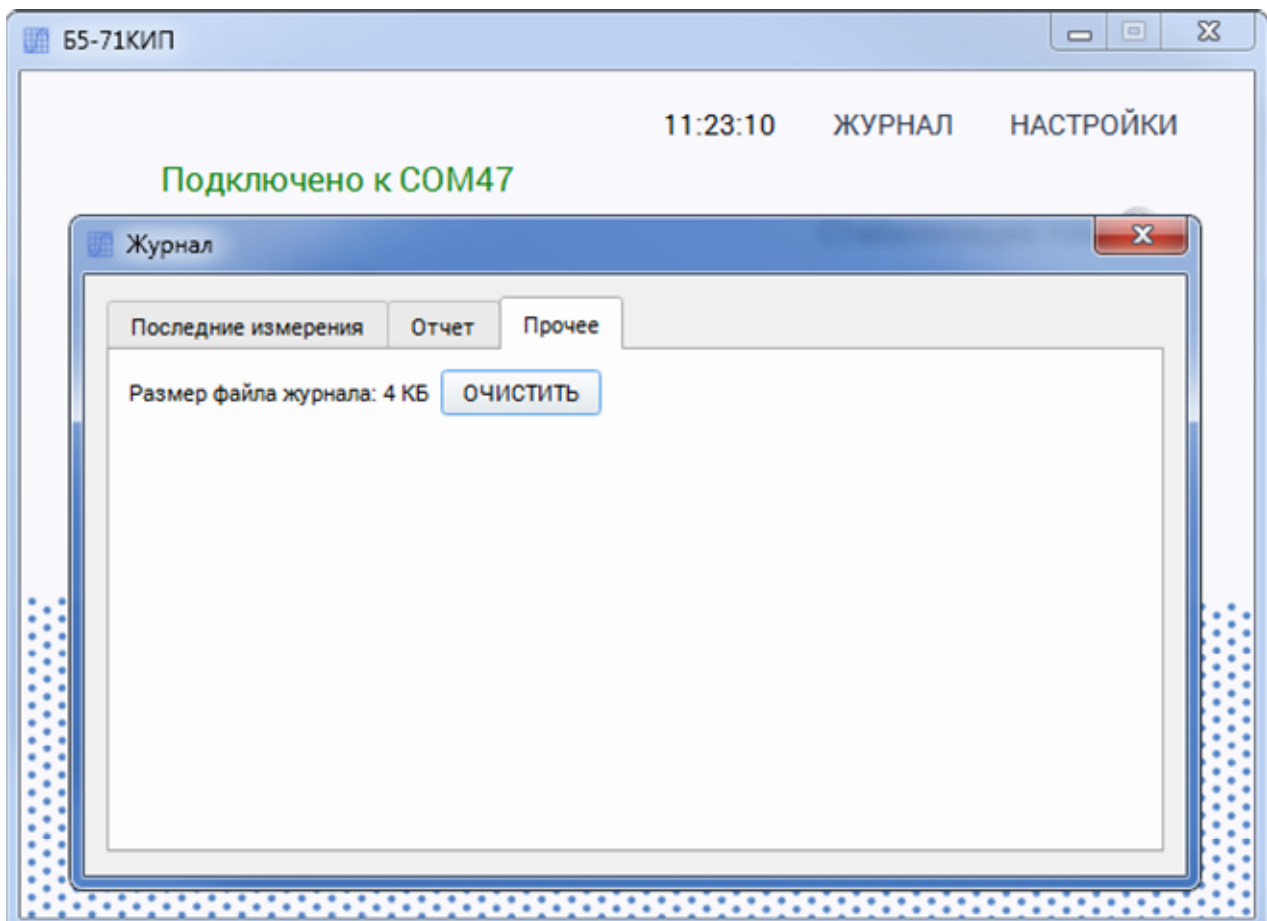 Б5-71КИП
11:23:10 ЖУРНАЛ НАСТРОЙКИ
Подключено к COM47
Журнал
Последние измерения Отчет Прочее
Размер файла журнала: 4 КБ ОЧИСТИТЬ